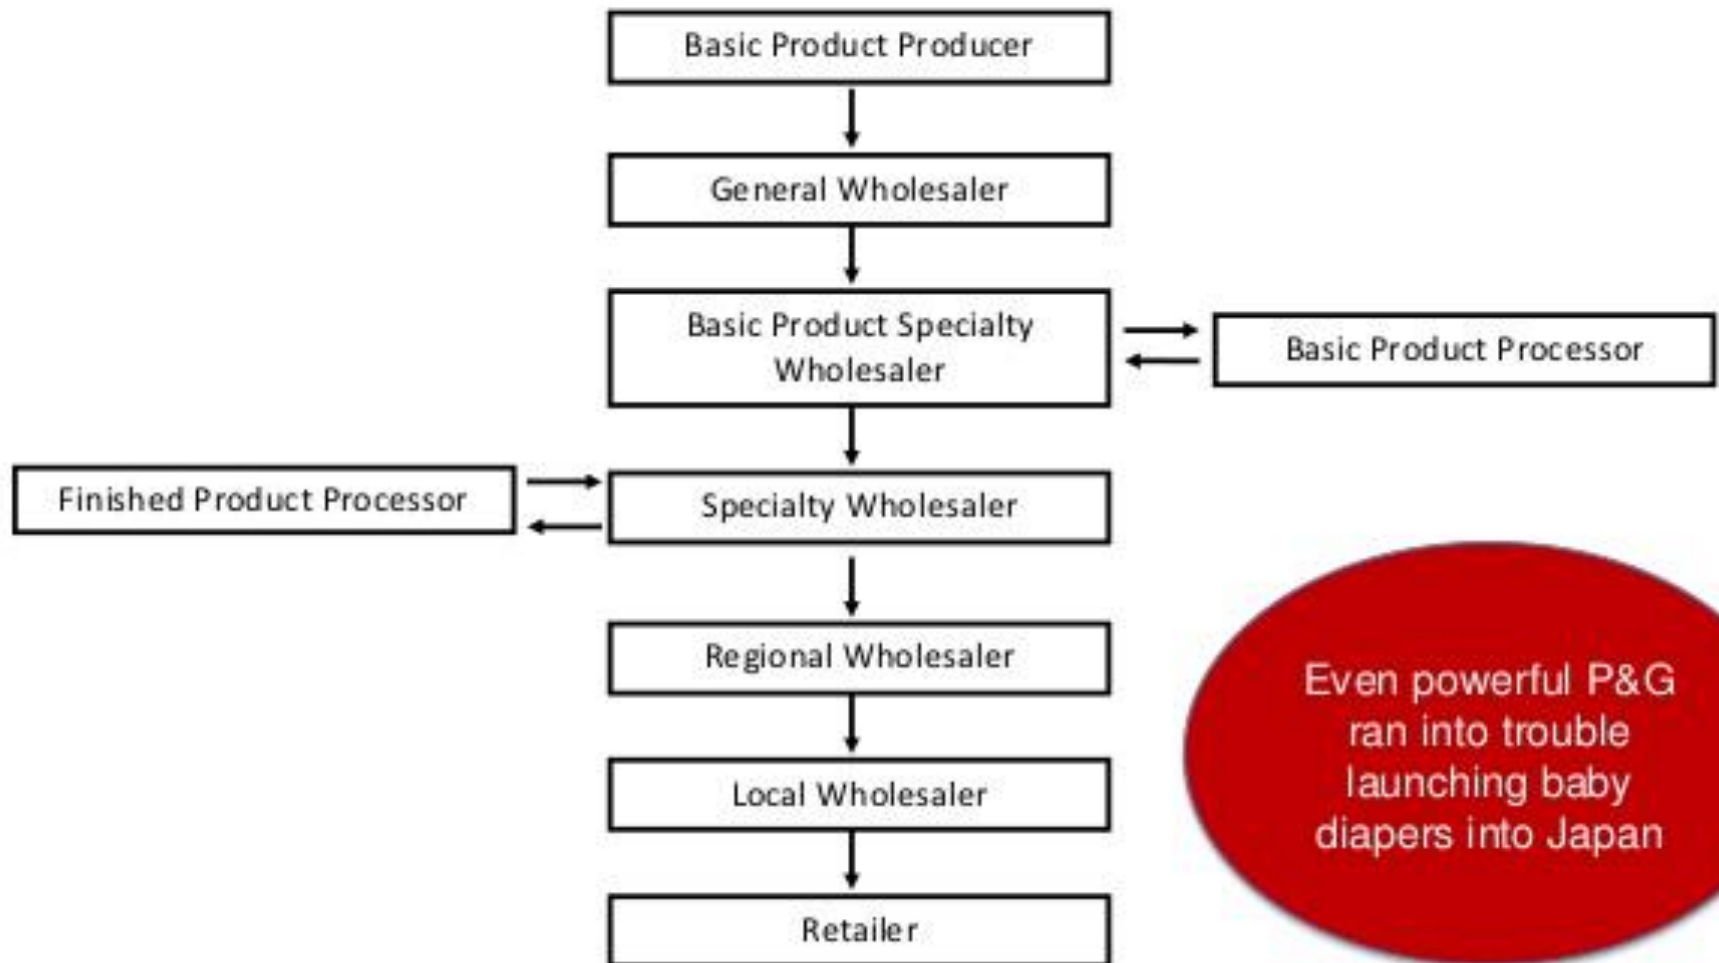 Basic Product Producer
General Wholesaler
Basic Product Specialty
Wholesaler
Basic Product Processor
Finished Product Processor
Specialty Wholesaler
Regional Wholesaler
Local Wholesaler
Retailer
Even powerful P&G
ran into trouble
launching baby
diapers into Japan